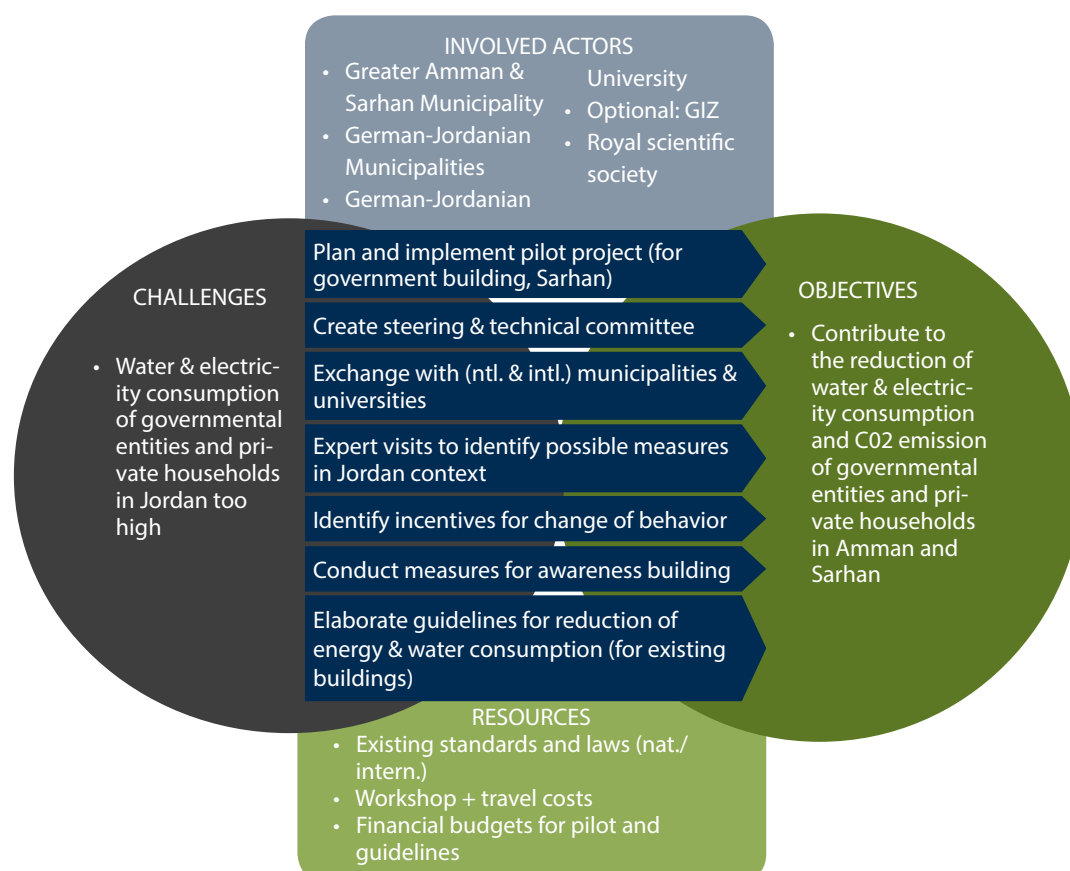 INVOLVED ACTORS
• Greater Amman &
Sarhan Municipality
• German-Jordanian
Municipalities
• German-Jordanian
University
• Optional: GIZ
• Royal scientific
society
CHALLENGES
• Water & electric-
ity consumption
of governmental
entities and pri-
vate households
in Jordan too
high
Plan and implement pilot project (for
government building, Sarhan)
Create steering & technical committee
Exchange with (ntl. & intl.) municipalities &
universities
Expert visits to identify possible measures
in Jordan context
Identify incentives for change of behavior
Conduct measures for awareness building
Elaborate guidelines for reduction of
energy & water consumption (for existing
buildings)
OBJECTIVES
• Contribute to
the reduction of
water & electric-
ity consumption
and C02 emission
of governmental
entities and pri-
vate households
in Amman and
Sarhan
RESOURCES
• Existing standards and laws (nat./
intern.)
• Workshop + travel costs
• Financial budgets for pilot and
guidelines